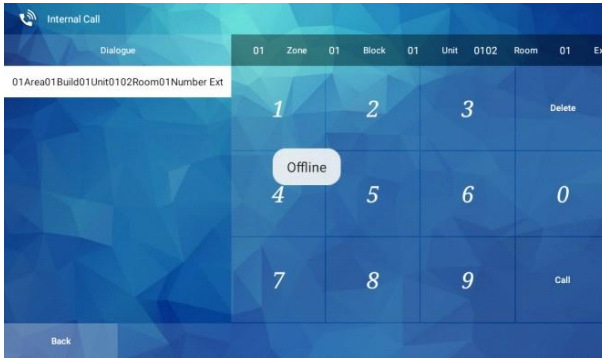 Internal Call
Dialogue
01 Zone 01 Block 01 Unit 0102 Room 01 Ex
01Area01Build01Unit0102Room01Number Ext
1 2 3 Delete
Offline
4 5 6 0
7 8 9 Call
Back